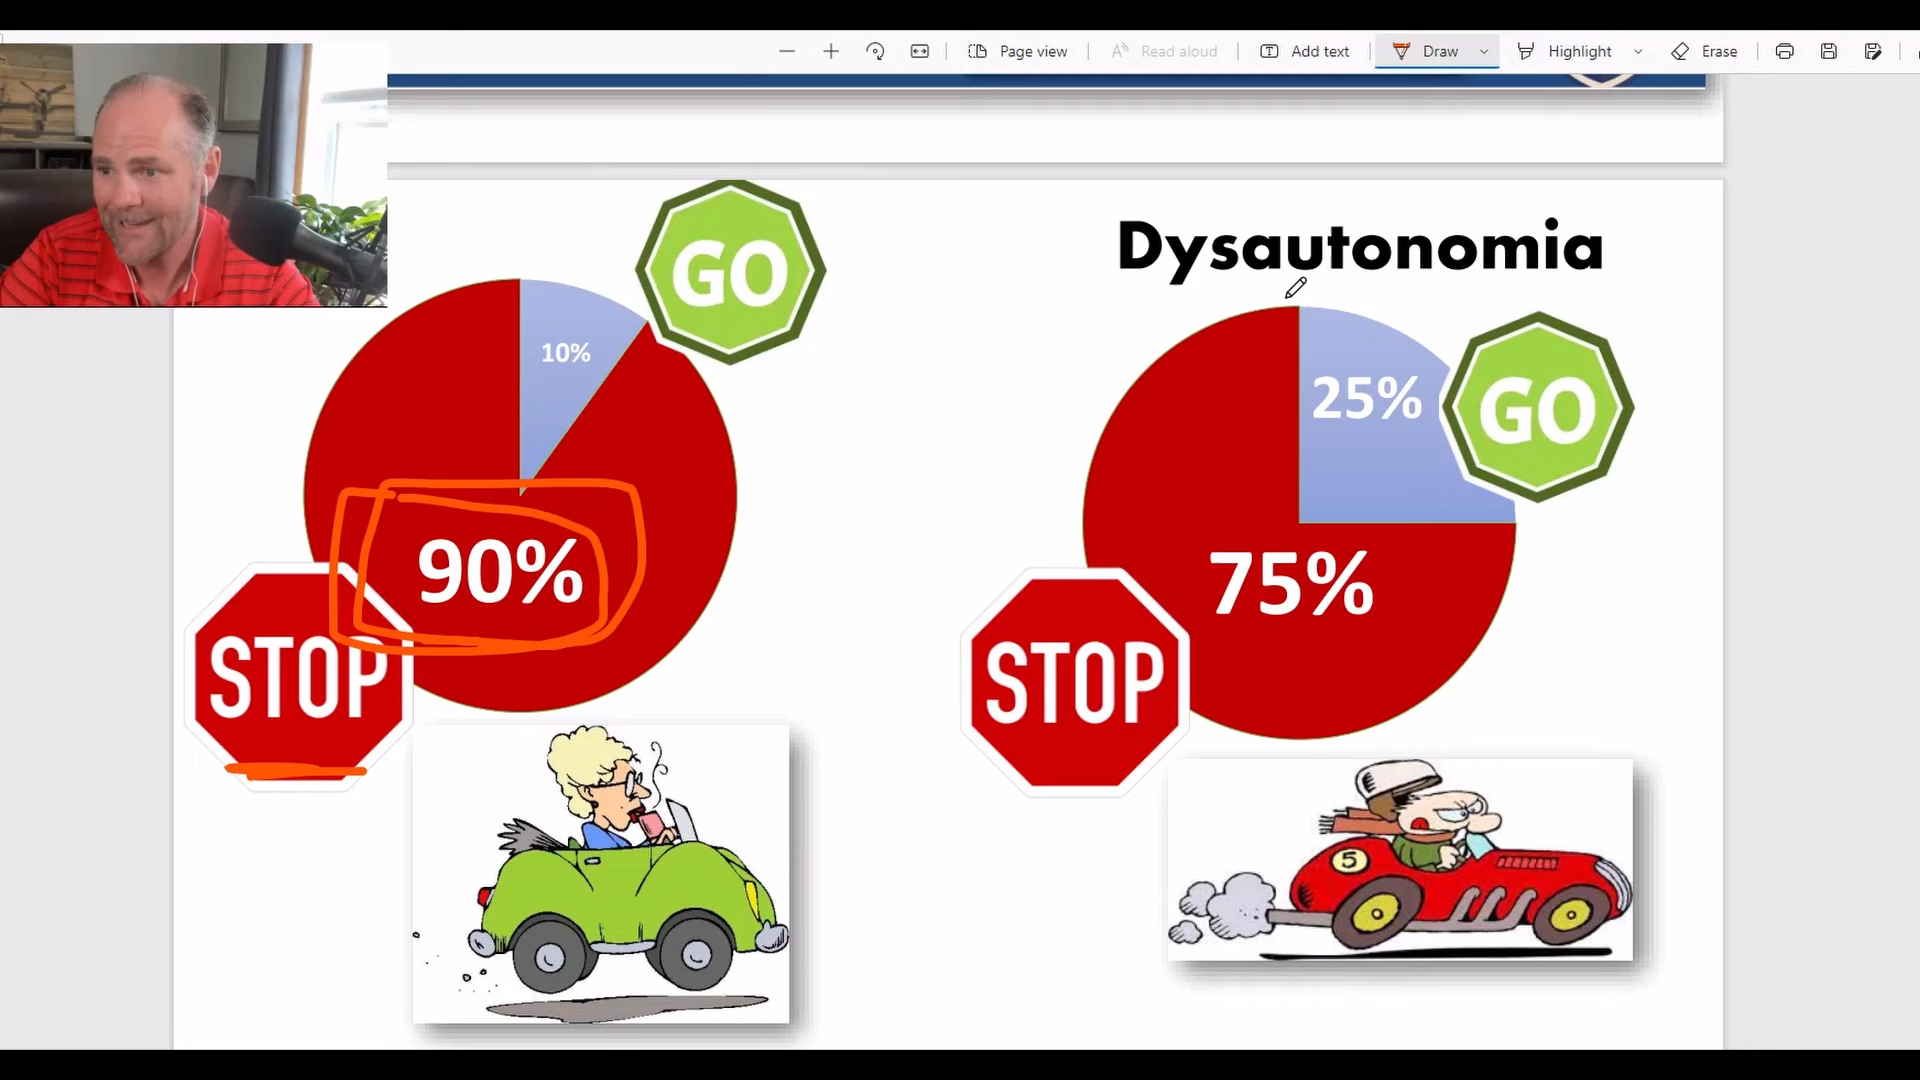 Page view
Read aloud
Add text
Draw
Highlight
Erase
GO
10%
90%
STOP
Dysautonomia
25%
GO
75%
STOP
5